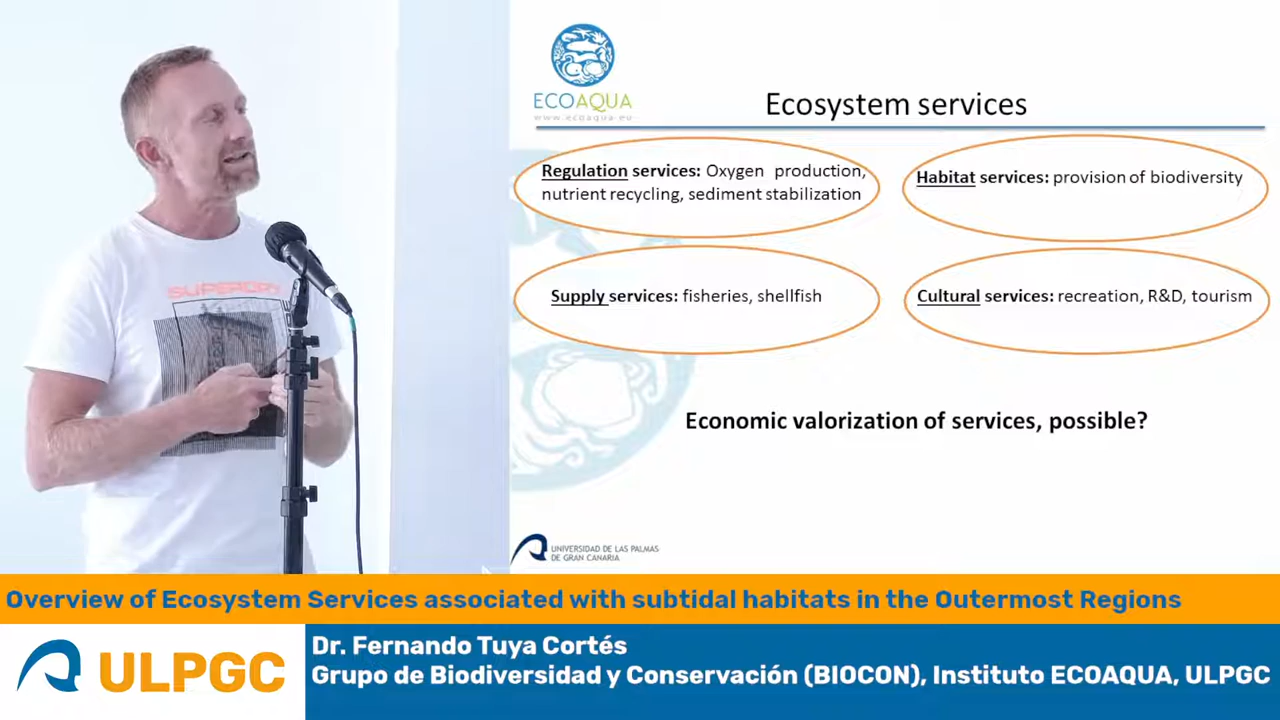 ECOAQUA
www.ecoaqua.eu
Ecosystem services
Regulation services: Oxygen production,
nutrient recycling, sediment stabilization
Habitat services: provision of biodiversity
Supply services: fisheries, shellfish
Cultural services: recreation, R&D, tourism
Economic valorization of services, possible?
SUPERDRY
UNIVERSIDAD DE LAS PALMAS
DE GRAN CANARIA
Overview of Ecosystem Services associated with subtidal habitats in the Outermost Regions
ULPGC
Dr. Fernando Tuya Cortés
Grupo de Biodiversidad y Conservación (BIOCON), Instituto ECOAQUA, ULPGC